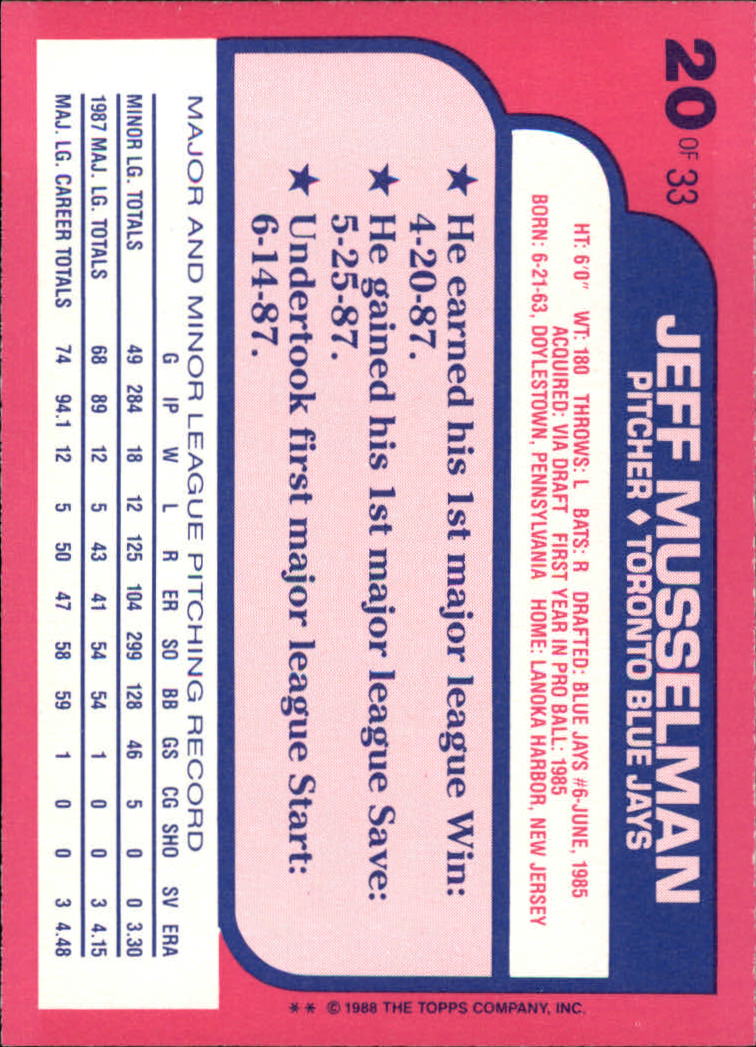 20 OF 33
JEFF MUSSELMAN
PITCHER ♦ TORONTO BLUE JAYS
HT: 6'0" WT: 180 THROWS: L BATS: R DRAFTED: BLUE JAYS #6-JUNE, 1985
ACQUIRED: VIA DRAFT FIRST YEAR IN PRO BALL: 1985
BORN: 6-21-63, DOYLESTOWN, PENNSYLVANIA HOME: LANOKA HARBOR, NEW JERSEY
★ He earned his 1st major league Win:
4-20-87.
★ He gained his 1st major league Save:
5-25-87.
★ Undertook first major league Start:
6-14-87.
MAJOR AND MINOR LEAGUE PITCHING RECORD
G IP W L R ER SO BB GS CG SHO SV ERA
MINOR LG. TOTALS 49 284 18 12 125 104 299 128 46 5 0 0 3.30
1987 MAJ. LG. TOTALS 68 89 12 5 43 41 54 54 1 0 0 3 4.15
MAJ. LG. CAREER TOTALS 74 94.1 12 5 50 47 58 59 1 0 0 3 4.48
** © 1988 THE TOPPS COMPANY, INC.